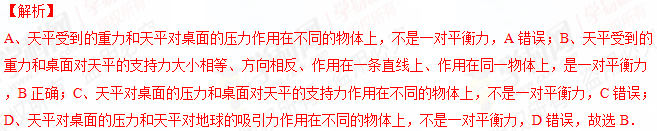 【解析】
A、天平受到的重力和天平对桌面的压力作用在不同的物体上，不是一对平衡力，A 错误；B、天平受到的
重力和桌面对天平的支持力大小相等、方向相反、作用在一条直线上、作用在同一物体上，是一对平衡力
，B 正确；C、天平对桌面的压力和桌面对天平的支持力作用在不同的物体上，不是一对平衡力，C 错误；
D、天平对桌面的压力和天平对地球的吸引力作用在不同的物体上，不是一对平衡力，D 错误，故选 B．